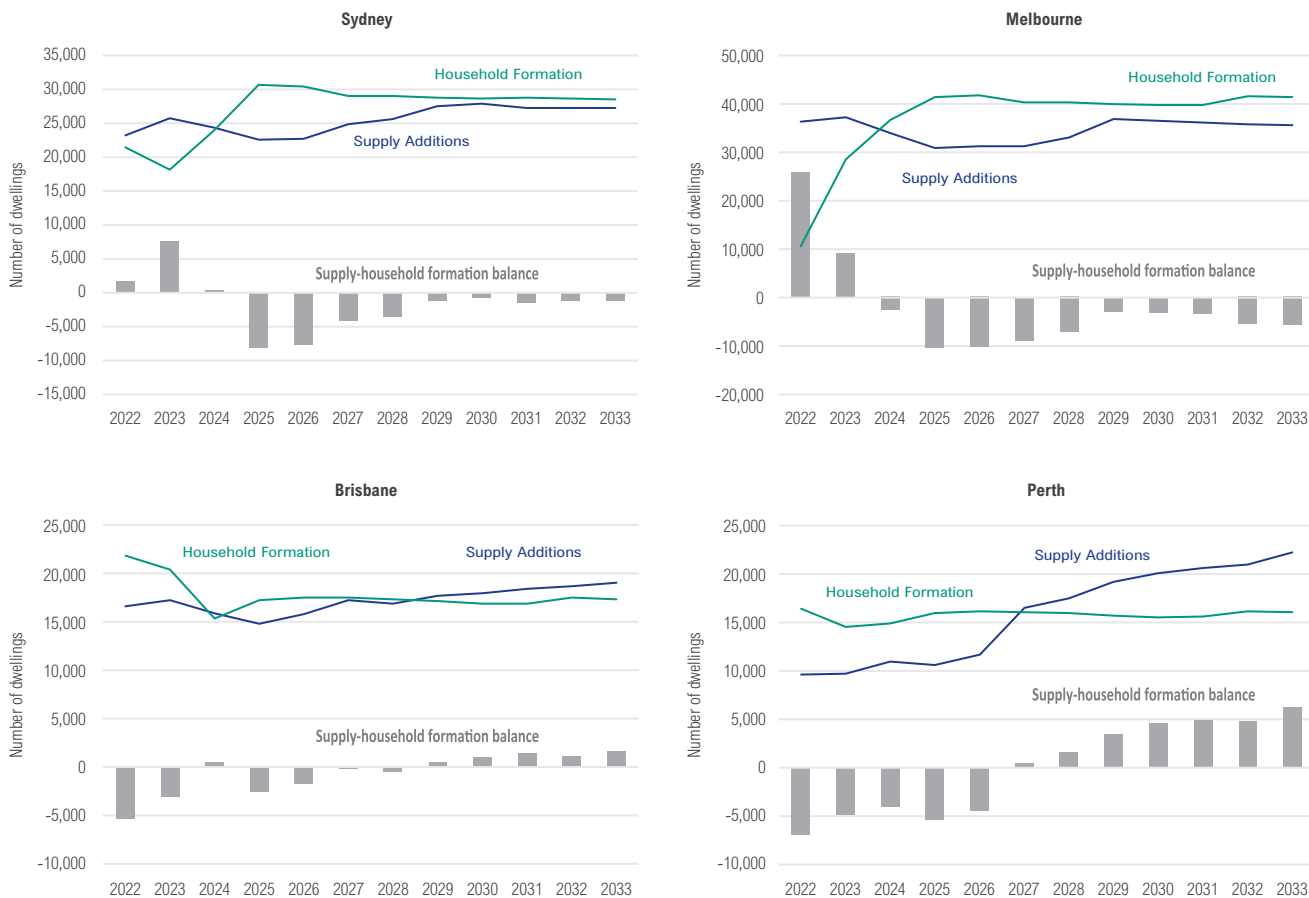 Sydney
Number of dwellings
35,000
30,000
25,000
20,000
15,000
10,000
5,000
0
-5,000
-10,000
-15,000
Household Formation
Supply Additions
Supply-household formation balance
2022 2023 2024 2025 2026 2027 2028 2029 2030 2031 2032 2033
Melbourne
Number of dwellings
50,000
40,000
30,000
20,000
10,000
0
-10,000
-20,000
Household Formation
Supply Additions
Supply-household formation balance
2022 2023 2024 2025 2026 2027 2028 2029 2030 2031 2032 2033
Brisbane
Number of dwellings
25,000
20,000
15,000
10,000
5,000
0
-5,000
-10,000
Household Formation
Supply Additions
Supply-household formation balance
2022 2023 2024 2025 2026 2027 2028 2029 2030 2031 2032 2033
Perth
Number of dwellings
25,000
20,000
15,000
10,000
5,000
0
-5,000
-10,000
Supply Additions
Household Formation
Supply-household formation balance
2022 2023 2024 2025 2026 2027 2028 2029 2030 2031 2032 2033